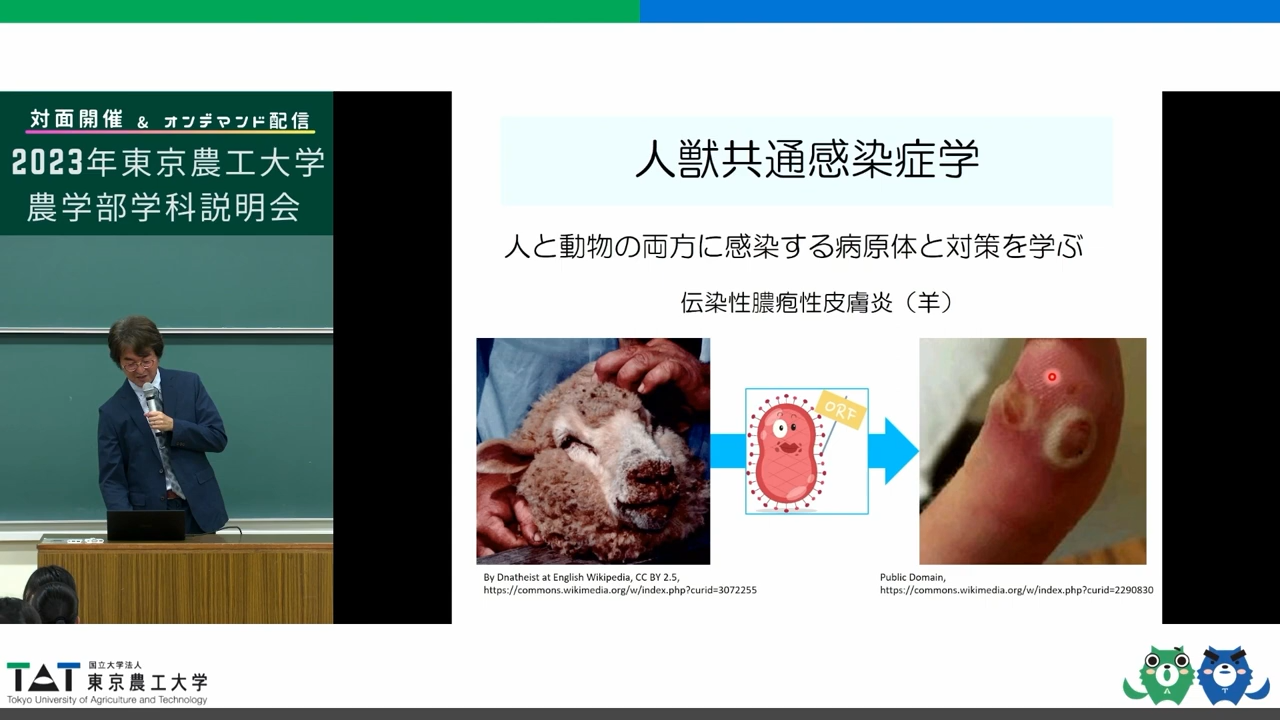 対面開催 & オンデマンド配信
2023年東京農工大学
農学部学科説明会
人獣共通感染症学
人と動物の両方に感染する病原体と対策を学ぶ
伝染性膿疱性皮膚炎（羊）
ORF
By Dnatheist at English Wikipedia, CC BY 2.5,
https://commons.wikimedia.org/w/index.php?curid=3072255
Public Domain,
https://commons.wikimedia.org/w/index.php?curid=2290830
TAT
国立大学法人
東京農工大学
Tokyo University of Agriculture and Technology
A
T